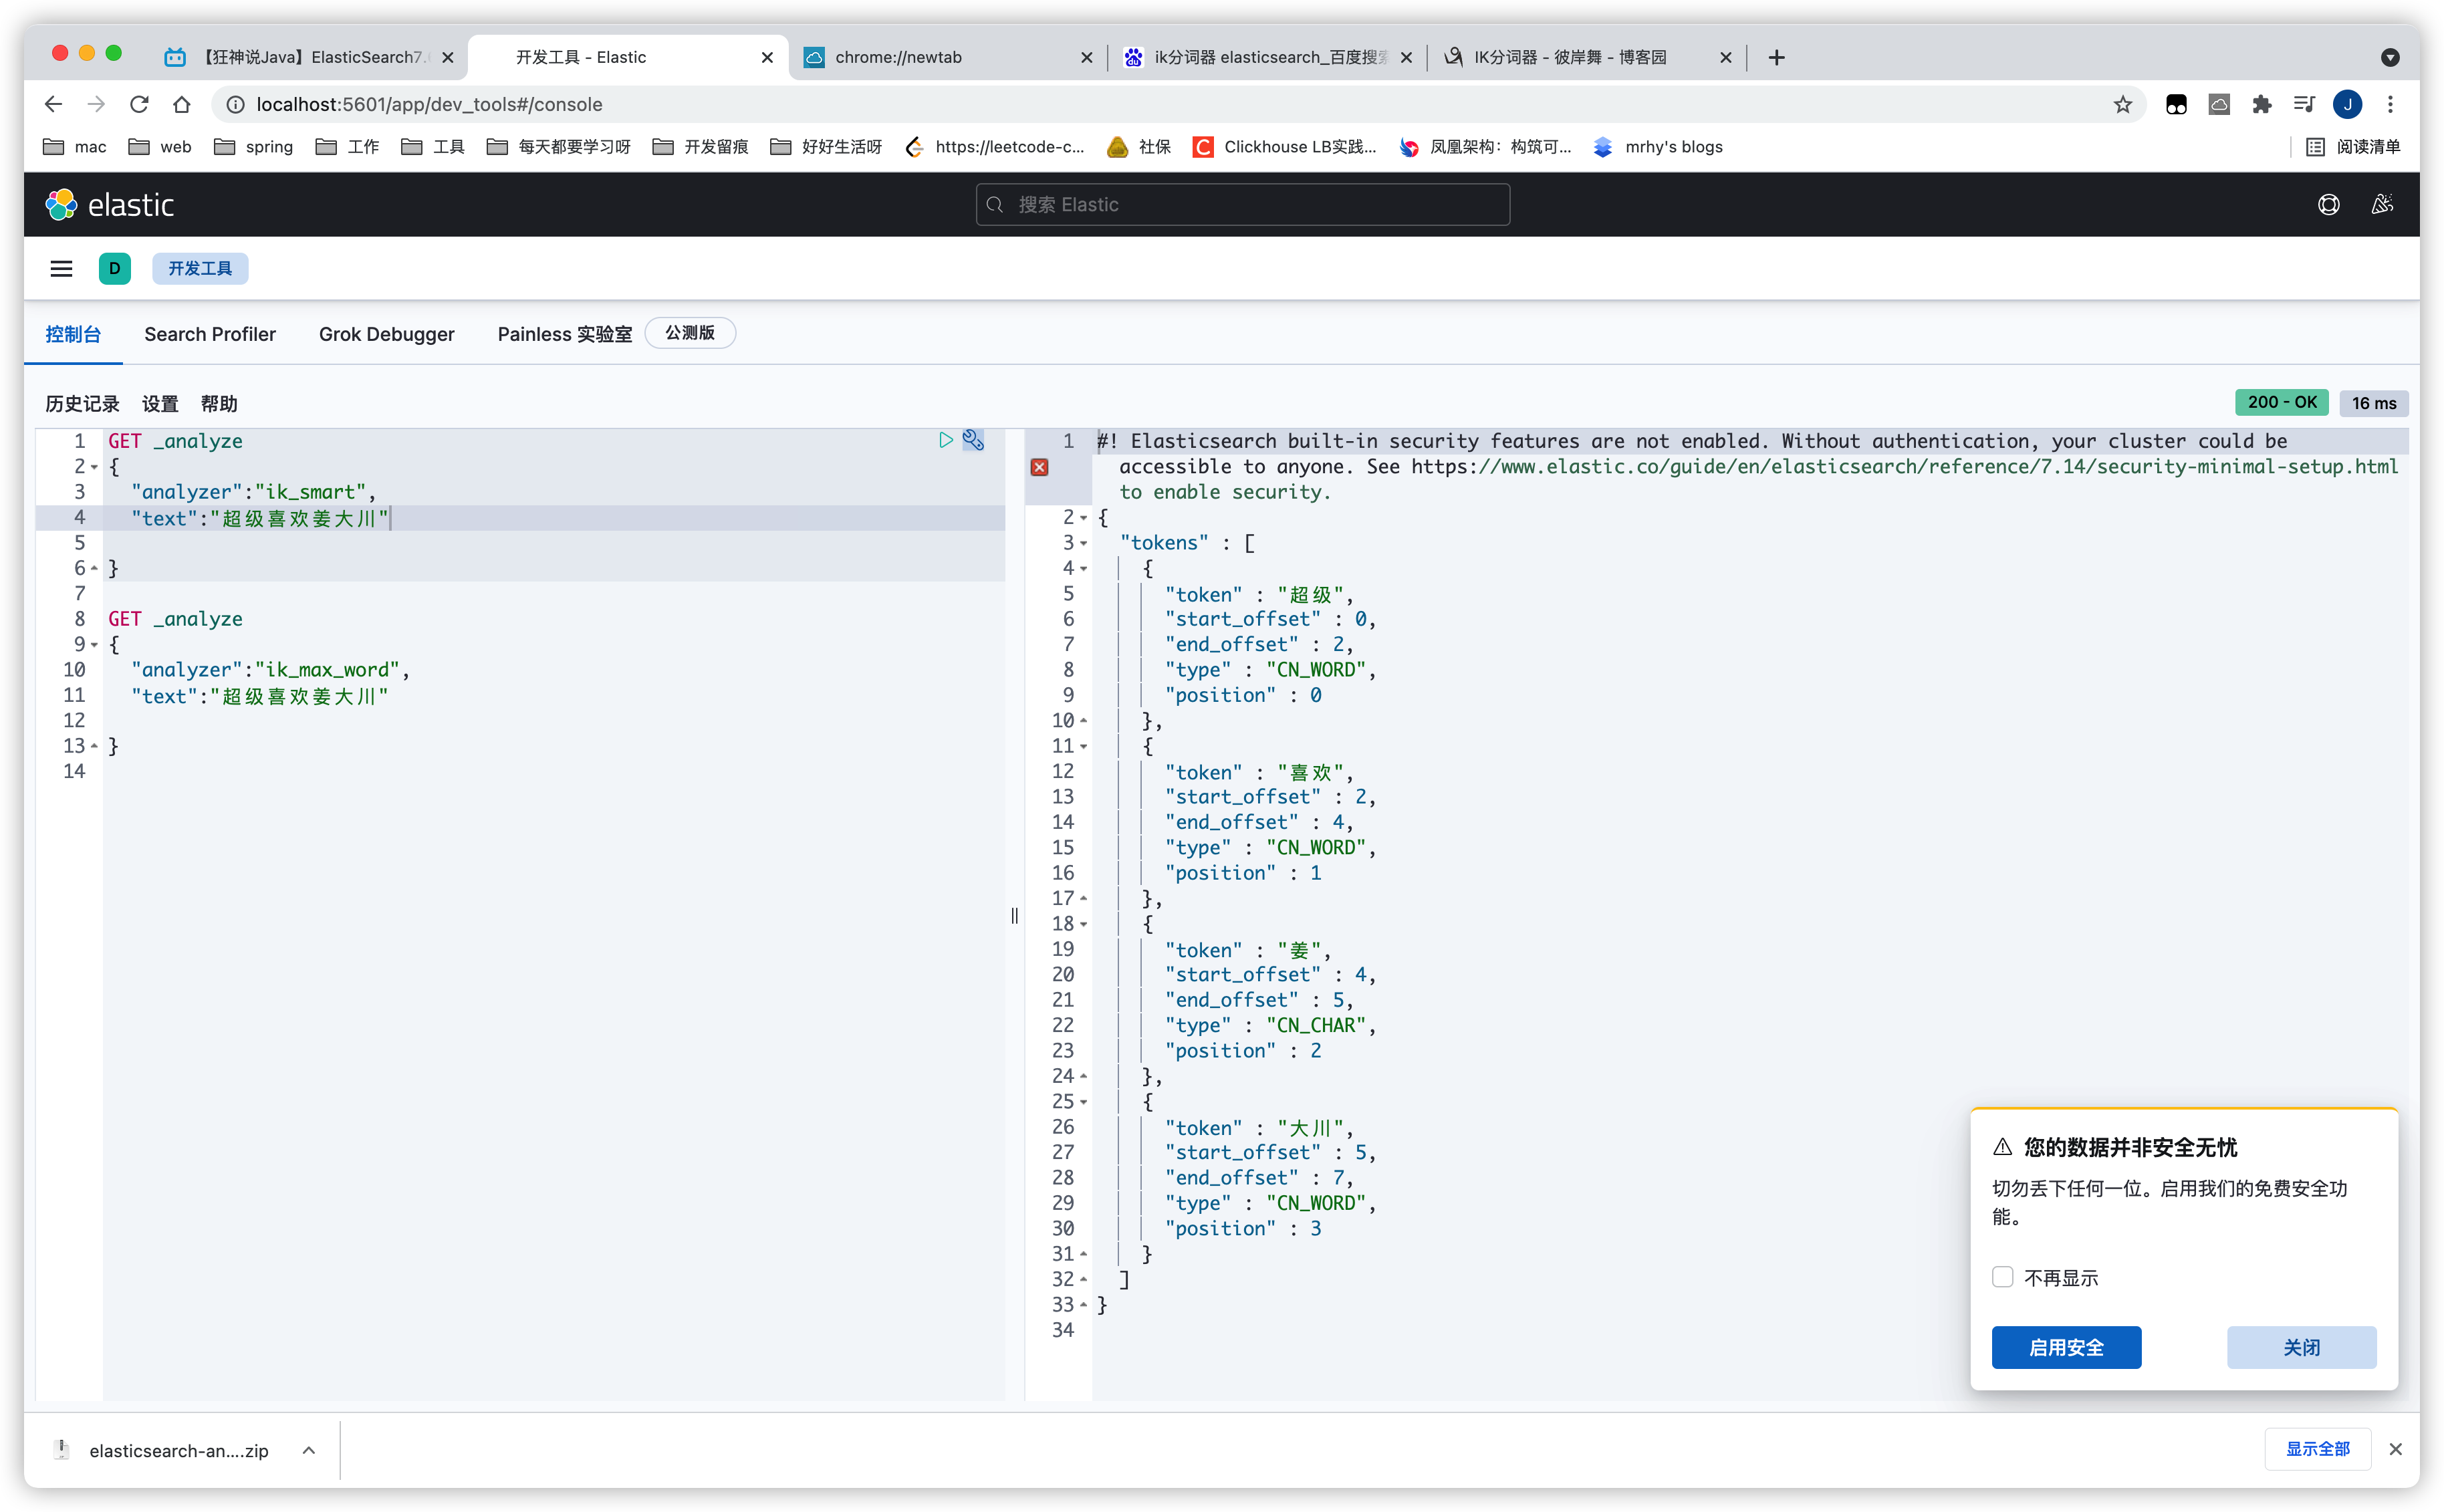 【狂神说Java】ElasticSearch7.
开发工具 - Elastic
chrome://newtab
ik分词器 elasticsearch_百度搜索
IK分词器 - 彼岸舞 - 博客园
localhost:5601/app/dev_tools#/console
J
mac
web
spring
工作
工具
每天都要学习呀
开发留痕
好好生活呀
https://leetcode-c...
社保
Clickhouse LB实践...
凤凰架构：构筑可...
mrhy's blogs
阅读清单
elastic
搜索 Elastic
D
开发工具
控制台
Search Profiler
Grok Debugger
Painless 实验室
公测版
历史记录 设置 帮助
200 - OK
16 ms
1 GET _analyze
2 {
3 "analyzer":"ik_smart",
4 "text":"超级喜欢姜大川"
5
6 }
7
8 GET _analyze
9 {
10 "analyzer":"ik_max_word",
11 "text":"超级喜欢姜大川"
12
13 }
14
1 #! Elasticsearch built-in security features are not enabled. Without authentication, your cluster could be
accessible to anyone. See https://www.elastic.co/guide/en/elasticsearch/reference/7.14/security-minimal-setup.html
to enable security.
2 {
3 "tokens" : [
4 {
5 "token" : "超级",
6 "start_offset" : 0,
7 "end_offset" : 2,
8 "type" : "CN_WORD",
9 "position" : 0
10 },
11 {
12 "token" : "喜欢",
13 "start_offset" : 2,
14 "end_offset" : 4,
15 "type" : "CN_WORD",
16 "position" : 1
17 },
18 {
19 "token" : "姜",
20 "start_offset" : 4,
21 "end_offset" : 5,
22 "type" : "CN_CHAR",
23 "position" : 2
24 },
25 {
26 "token" : "大川",
27 "start_offset" : 5,
28 "end_offset" : 7,
29 "type" : "CN_WORD",
30 "position" : 3
31 }
32 ]
33 }
34
您的数据并非安全无忧
切勿丢下任何一位。启用我们的免费安全功
能。
不再显示
启用安全
关闭
elasticsearch-an....zip
显示全部